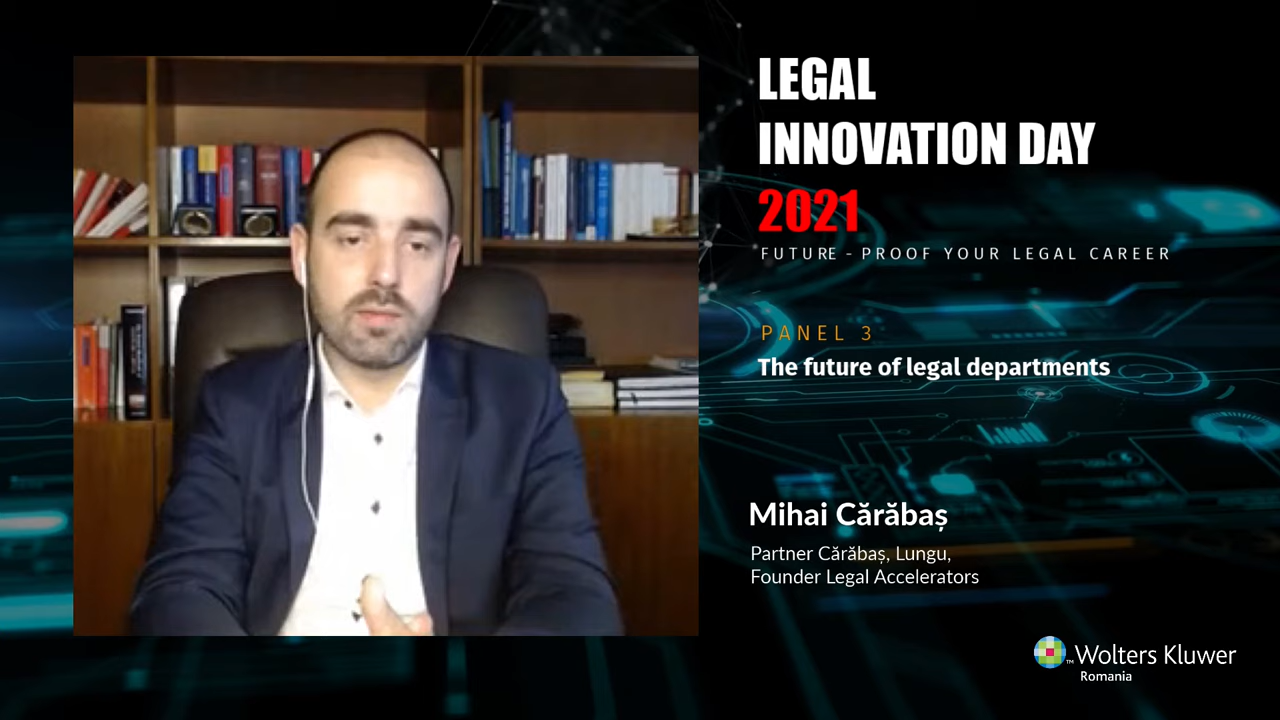 LEGAL
INNOVATION DAY
2021
FUTURE - PROOF YOUR LEGAL CAREER
PANEL 3
The future of legal departments
Mihai Cărăbaș
Partner Cărăbaș, Lungu,
Founder Legal Accelerators
™ Wolters Kluwer
Romania